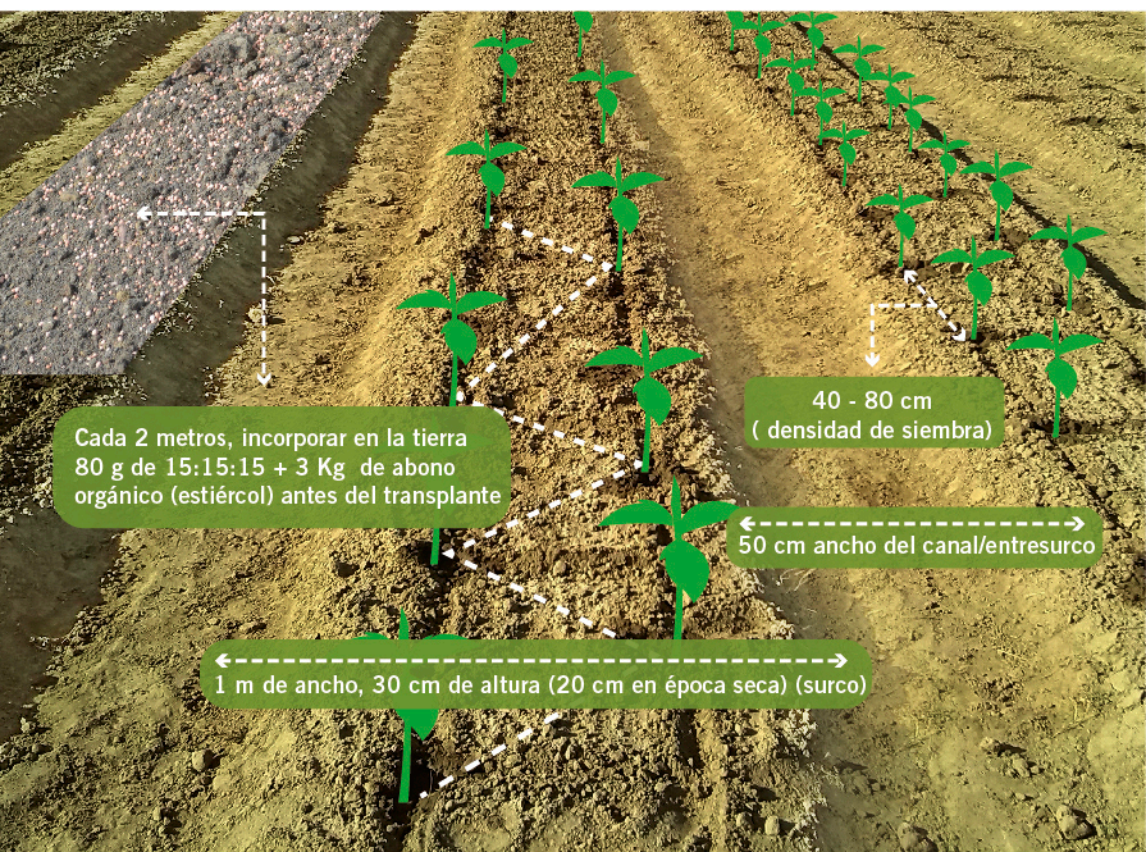 Cada 2 metros, incorporar en la tierra
80 g de 15:15:15 + 3 Kg de abono
orgánico (estiércol) antes del transplante
40 - 80 cm
( densidad de siembra)
50 cm ancho del canal/entresurco
1 m de ancho, 30 cm de altura (20 cm en época seca) (surco)